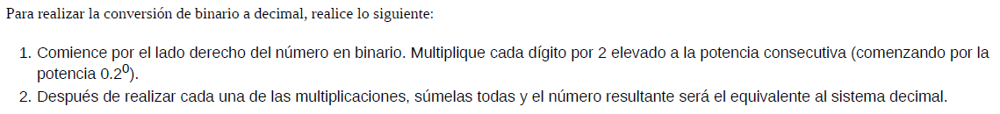 Para realizar la conversión de binario a decimal, realice lo siguiente:
1. Comience por el lado derecho del número en binario. Multiplique cada dígito por 2 elevado a la potencia consecutiva (comenzando por la
potencia 0.2⁰).
2. Después de realizar cada una de las multiplicaciones, súmelas todas y el número resultante será el equivalente al sistema decimal.